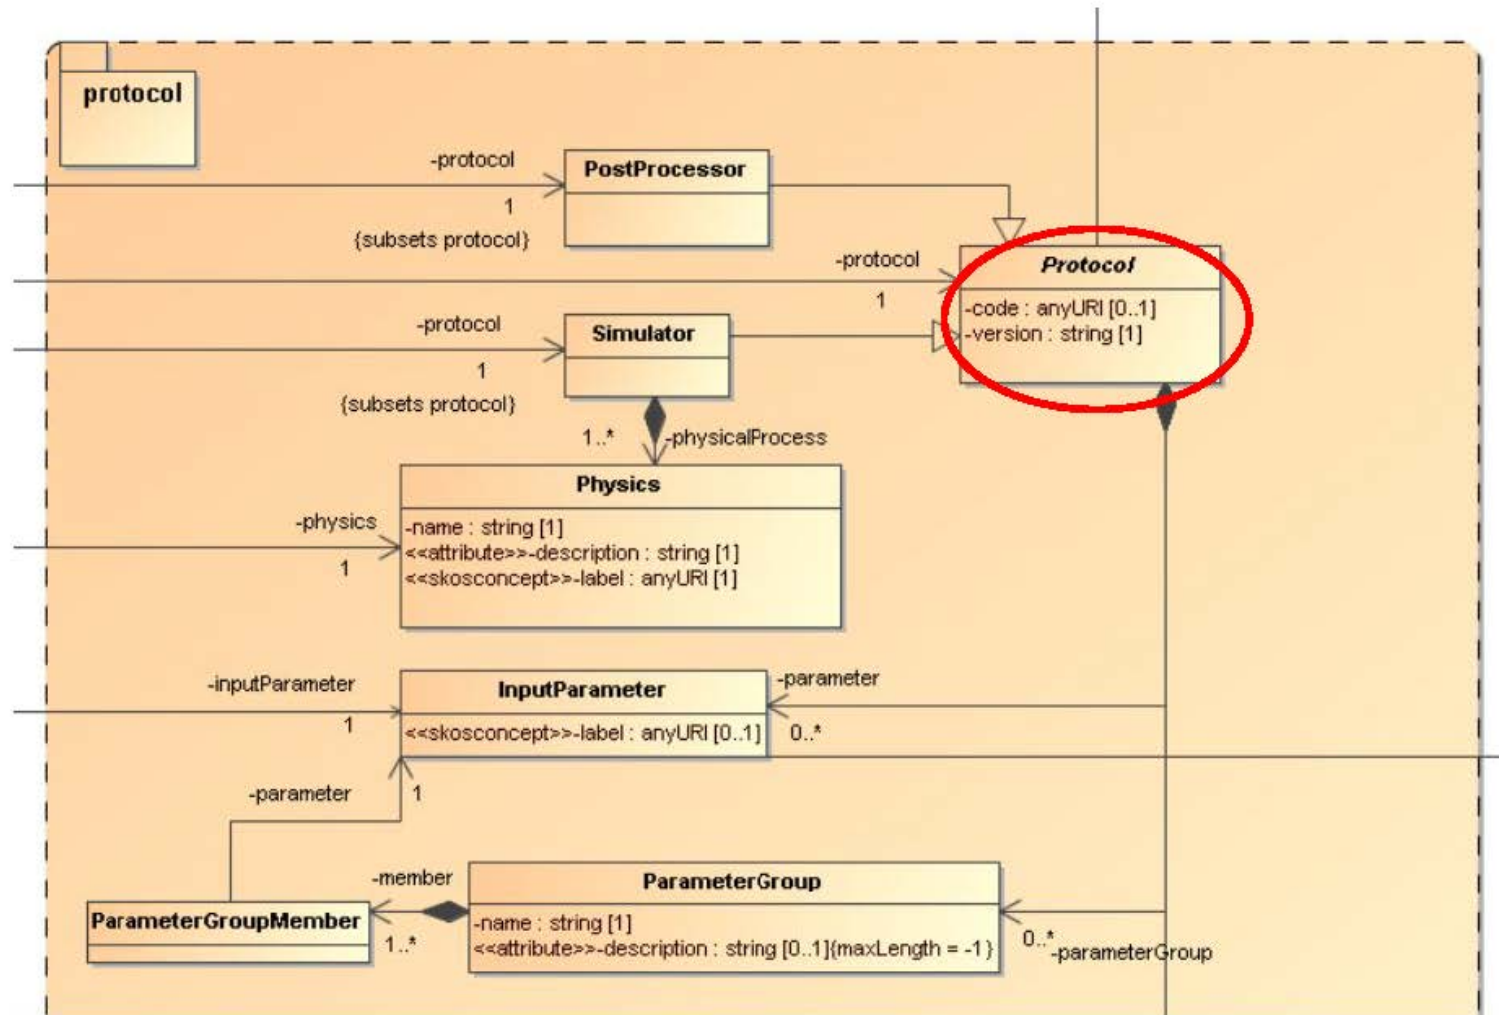 protocol
-protocol
1
{subsets protocol}
PostProcessor
-protocol
1
Protocol
-code : anyURI [0..1]
-version : string [1]
-protocol
1
{subsets protocol}
Simulator
1..*
-physicalProcess
Physics
-name : string [1]
<<attribute>>-description : string [1]
<<skosconcept>>-label : anyURI [1]
-physics
1
-inputParameter
1
InputParameter
<<skosconcept>>-label : anyURI [0..1]
-parameter
0..*
-parameter
1
-member
1..*
ParameterGroupMember
ParameterGroup
-name : string [1]
<<attribute>>-description : string [0..1]{maxLength = -1}
0..*
-parameterGroup